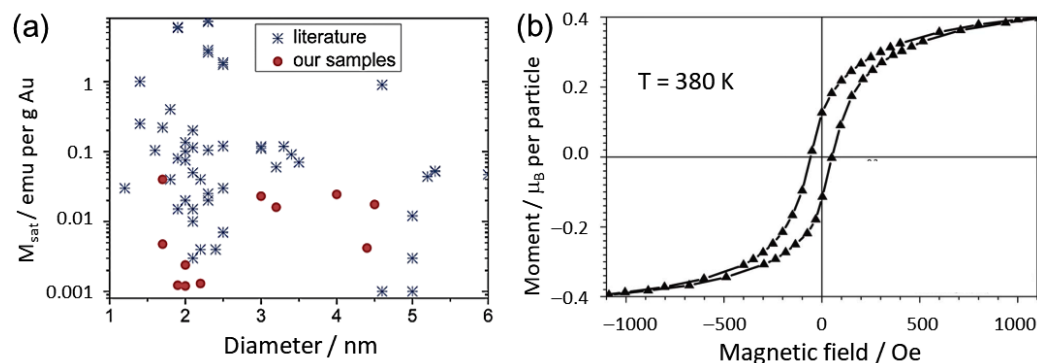 (a)
literature
our samples
M_sat / emu per g Au
1
0.1
0.01
0.001
1 2 3 4 5 6
Diameter / nm
(b)
T = 380 K
Moment / μ_B per particle
0.4
0.2
0.0
−0.2
−0.4
−1000 −500 0 500 1000
Magnetic field / Oe